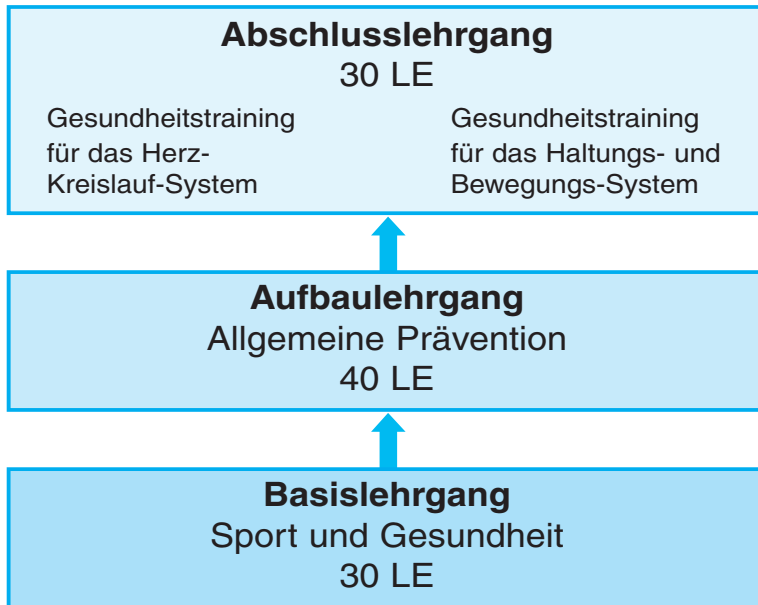 Abschlusslehrgang
30 LE
Gesundheitstraining
für das Herz-
Kreislauf-System
Gesundheitstraining
für das Haltungs- und
Bewegungs-System
Aufbaulehrgang
Allgemeine Prävention
40 LE
Basislehrgang
Sport und Gesundheit
30 LE